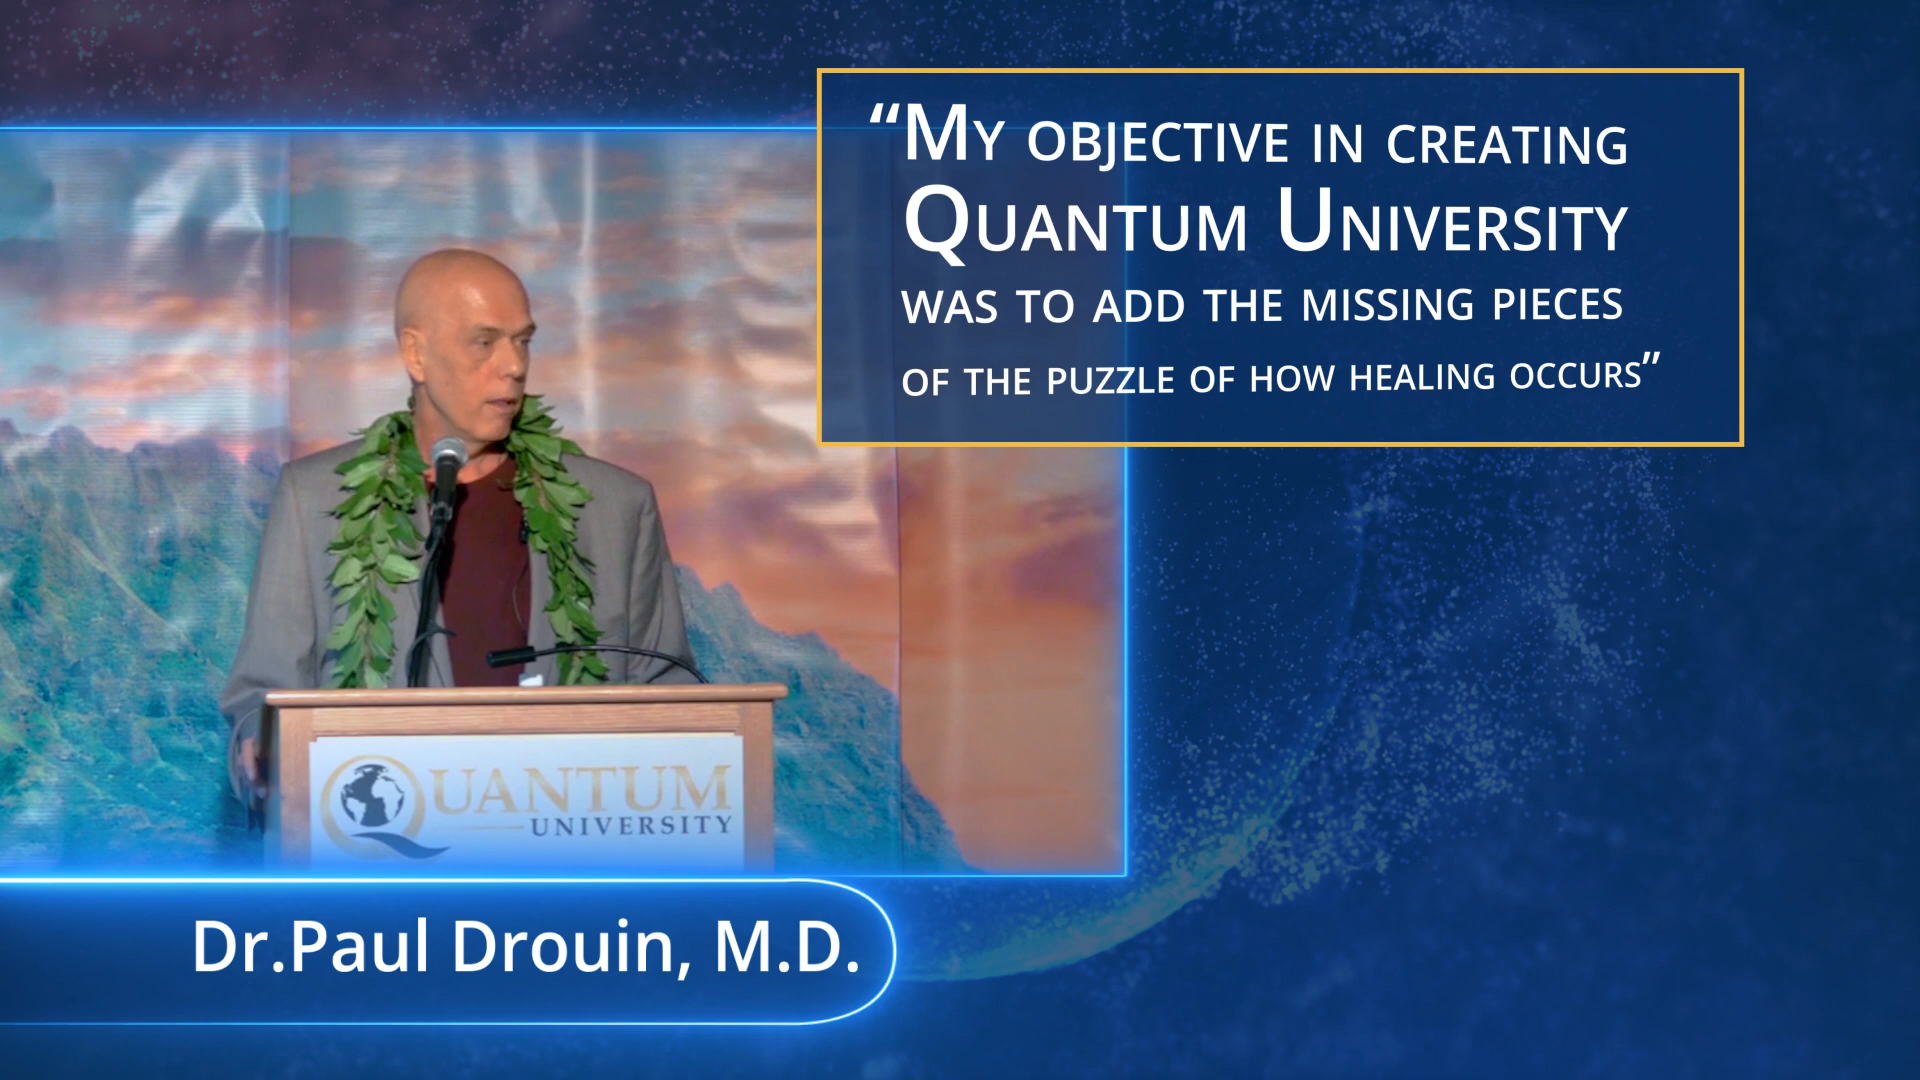 “My objective in creating
Quantum University
was to add the missing pieces
of the puzzle of how healing occurs”
QUANTUM
UNIVERSITY
Dr.Paul Drouin, M.D.